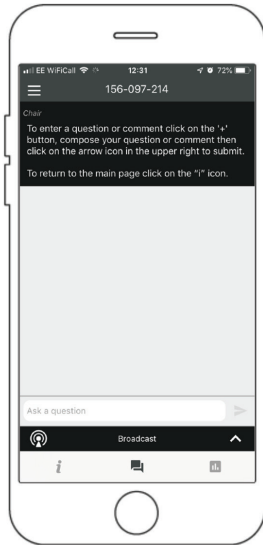 EE WiFiCall 12:31 72%
156-097-214
Chair
To enter a question or comment click on the '+'
button, compose your question or comment then
click on the arrow icon in the upper right to submit.
To return to the main page click on the "i" icon.
Ask a question
Broadcast
i